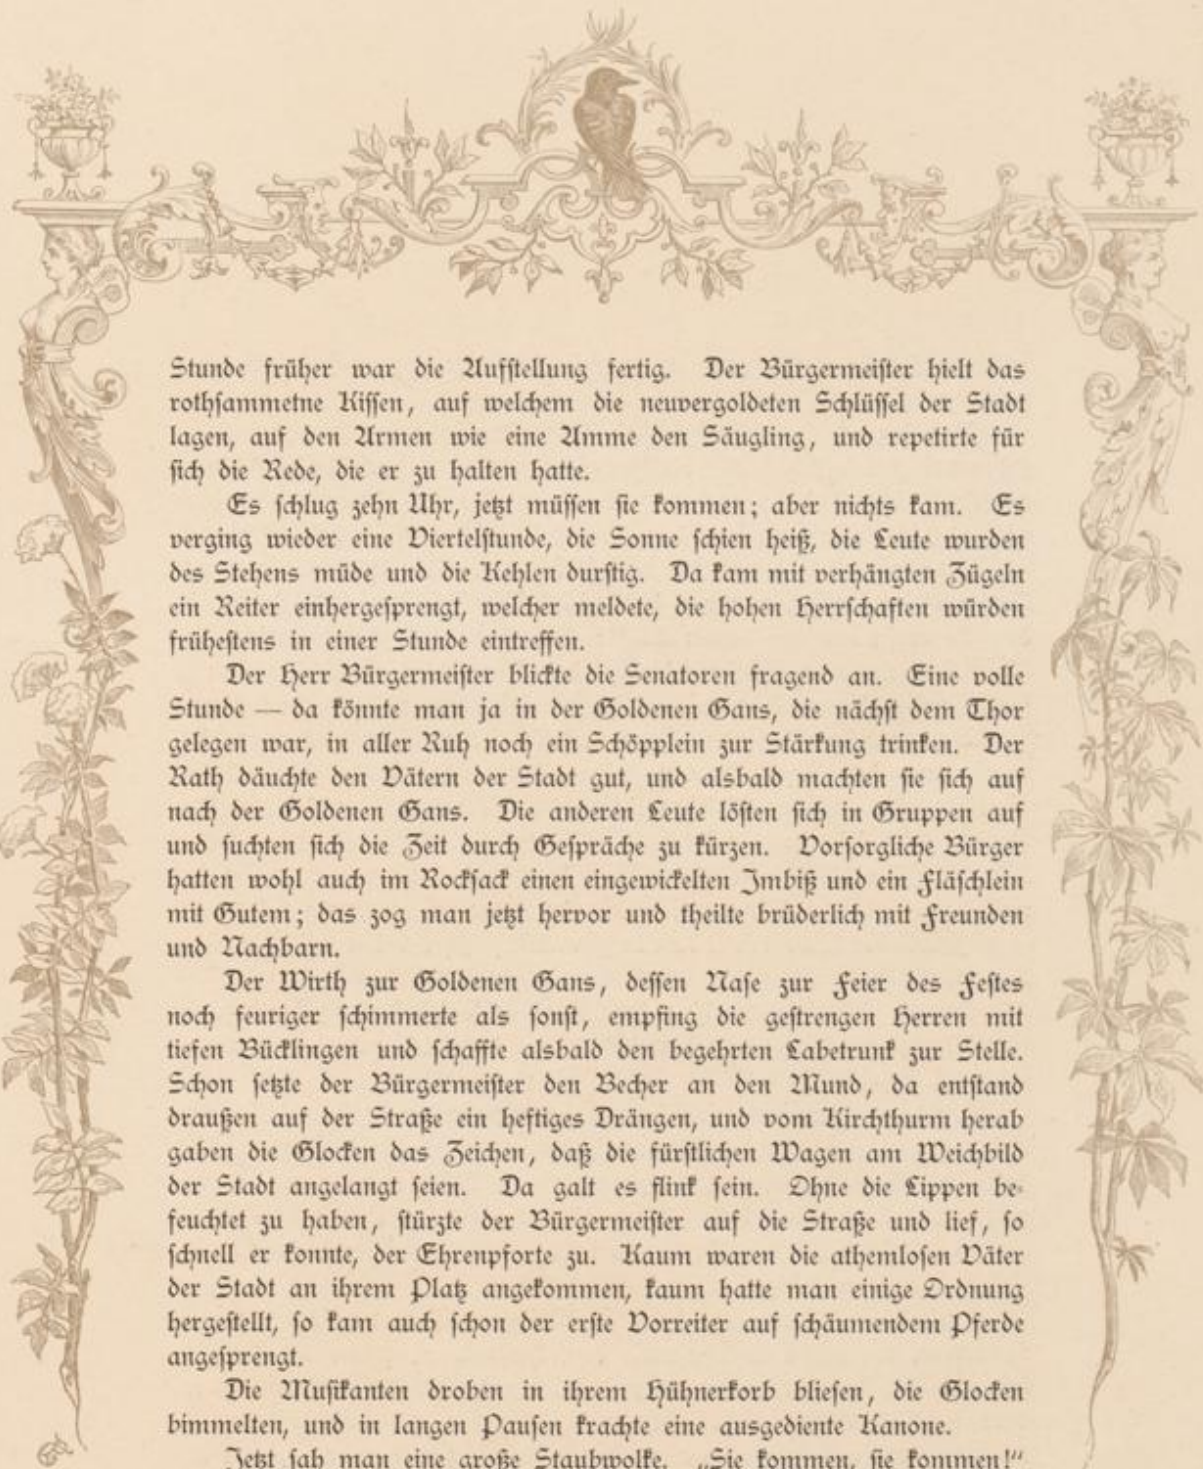 Stunde früher war die Aufstellung fertig. Der Bürgermeister hielt das
rothsammetne Kissen, auf welchem die neuvergoldeten Schlüssel der Stadt
lagen, auf den Armen wie eine Amme den Säugling, und repetirte für
sich die Rede, die er zu halten hatte.
Es schlug zehn Uhr, jetzt müssen sie kommen; aber nichts kam. Es
verging wieder eine Viertelstunde, die Sonne schien heiß, die Leute wurden
des Stehens müde und die Kehlen durstig. Da kam mit verhängten Zügeln
ein Reiter einhergesprengt, welcher meldete, die hohen Herrschaften würden
frühestens in einer Stunde eintreffen.
Der Herr Bürgermeister blickte die Senatoren fragend an. Eine volle
Stunde — da könnte man ja in der Goldenen Gans, die nächst dem Thor
gelegen war, in aller Ruh noch ein Schöpplein zur Stärkung trinken. Der
Rath däuchte den Vätern der Stadt gut, und alsbald machten sie sich auf
nach der Goldenen Gans. Die anderen Leute lösten sich in Gruppen auf
und suchten sich die Zeit durch Gespräche zu kürzen. Vorsorgliche Bürger
hatten wohl auch im Rocksack einen eingewickelten Imbiß und ein Fläschlein
mit Gutem; das zog man jetzt hervor und theilte brüderlich mit Freunden
und Nachbarn.
Der Wirth zur Goldenen Gans, dessen Nase zur Feier des Festes
noch feuriger schimmerte als sonst, empfing die gestrengen Herren mit
tiefen Bücklingen und schaffte alsbald den begehrten Labetrunk zur Stelle.
Schon setzte der Bürgermeister den Becher an den Mund, da entstand
draußen auf der Straße ein heftiges Drängen, und vom Kirchthurm herab
gaben die Glocken das Zeichen, daß die fürstlichen Wagen am Weichbild
der Stadt angelangt seien. Da galt es flink sein. Ohne die Lippen be-
feuchtet zu haben, stürzte der Bürgermeister auf die Straße und lief, so
schnell er konnte, der Ehrenpforte zu. Kaum waren die athemlosen Väter
der Stadt an ihrem Platz angekommen, kaum hatte man einige Ordnung
hergestellt, so kam auch schon der erste Vorreiter auf schäumendem Pferde
angesprengt.
Die Musikanten droben in ihrem Hühnerkorb bliesen, die Glocken
bimmelten, und in langen Pausen krachte eine ausgediente Kanone.
Jetzt sah man eine große Staubwolke. „Sie kommen, sie kommen!“